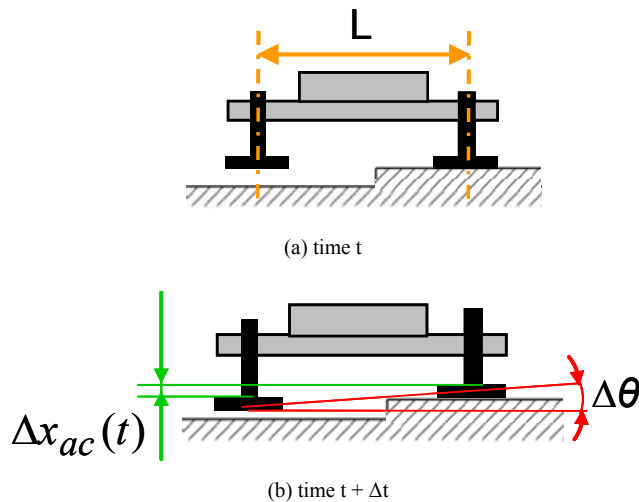 L
(a) time t
Δx_ac(t)
Δθ
(b) time t + Δt